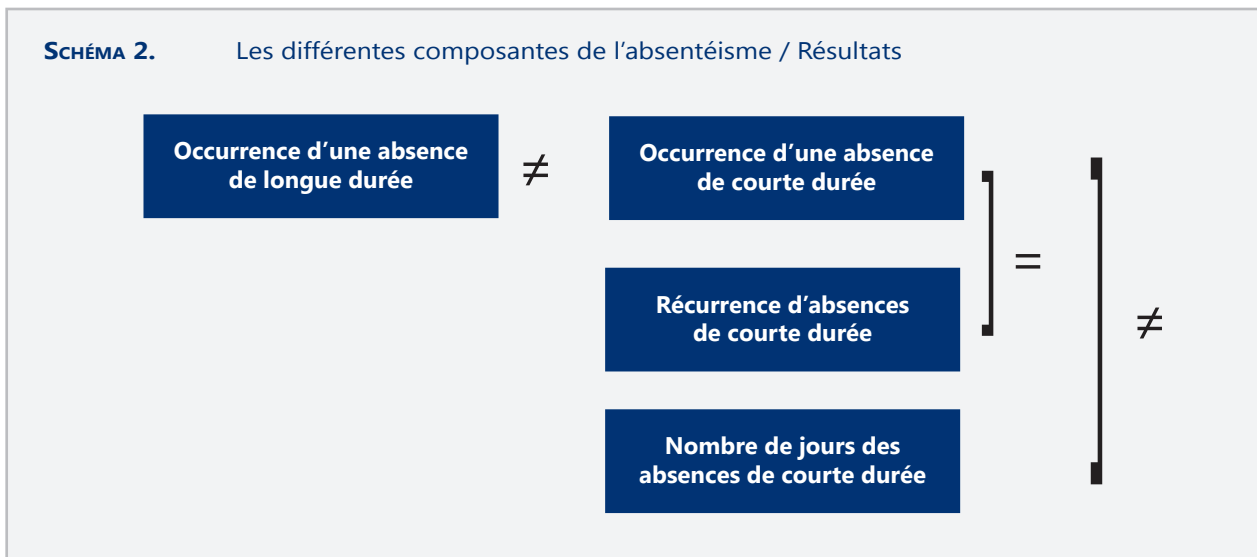 SCHÉMA 2. Les différentes composantes de l'absentéisme / Résultats
Occurrence d'une absence
de longue durée
≠
Occurrence d'une absence
de courte durée
Récurrence d'absences
de courte durée
=
≠
Nombre de jours des
absences de courte durée